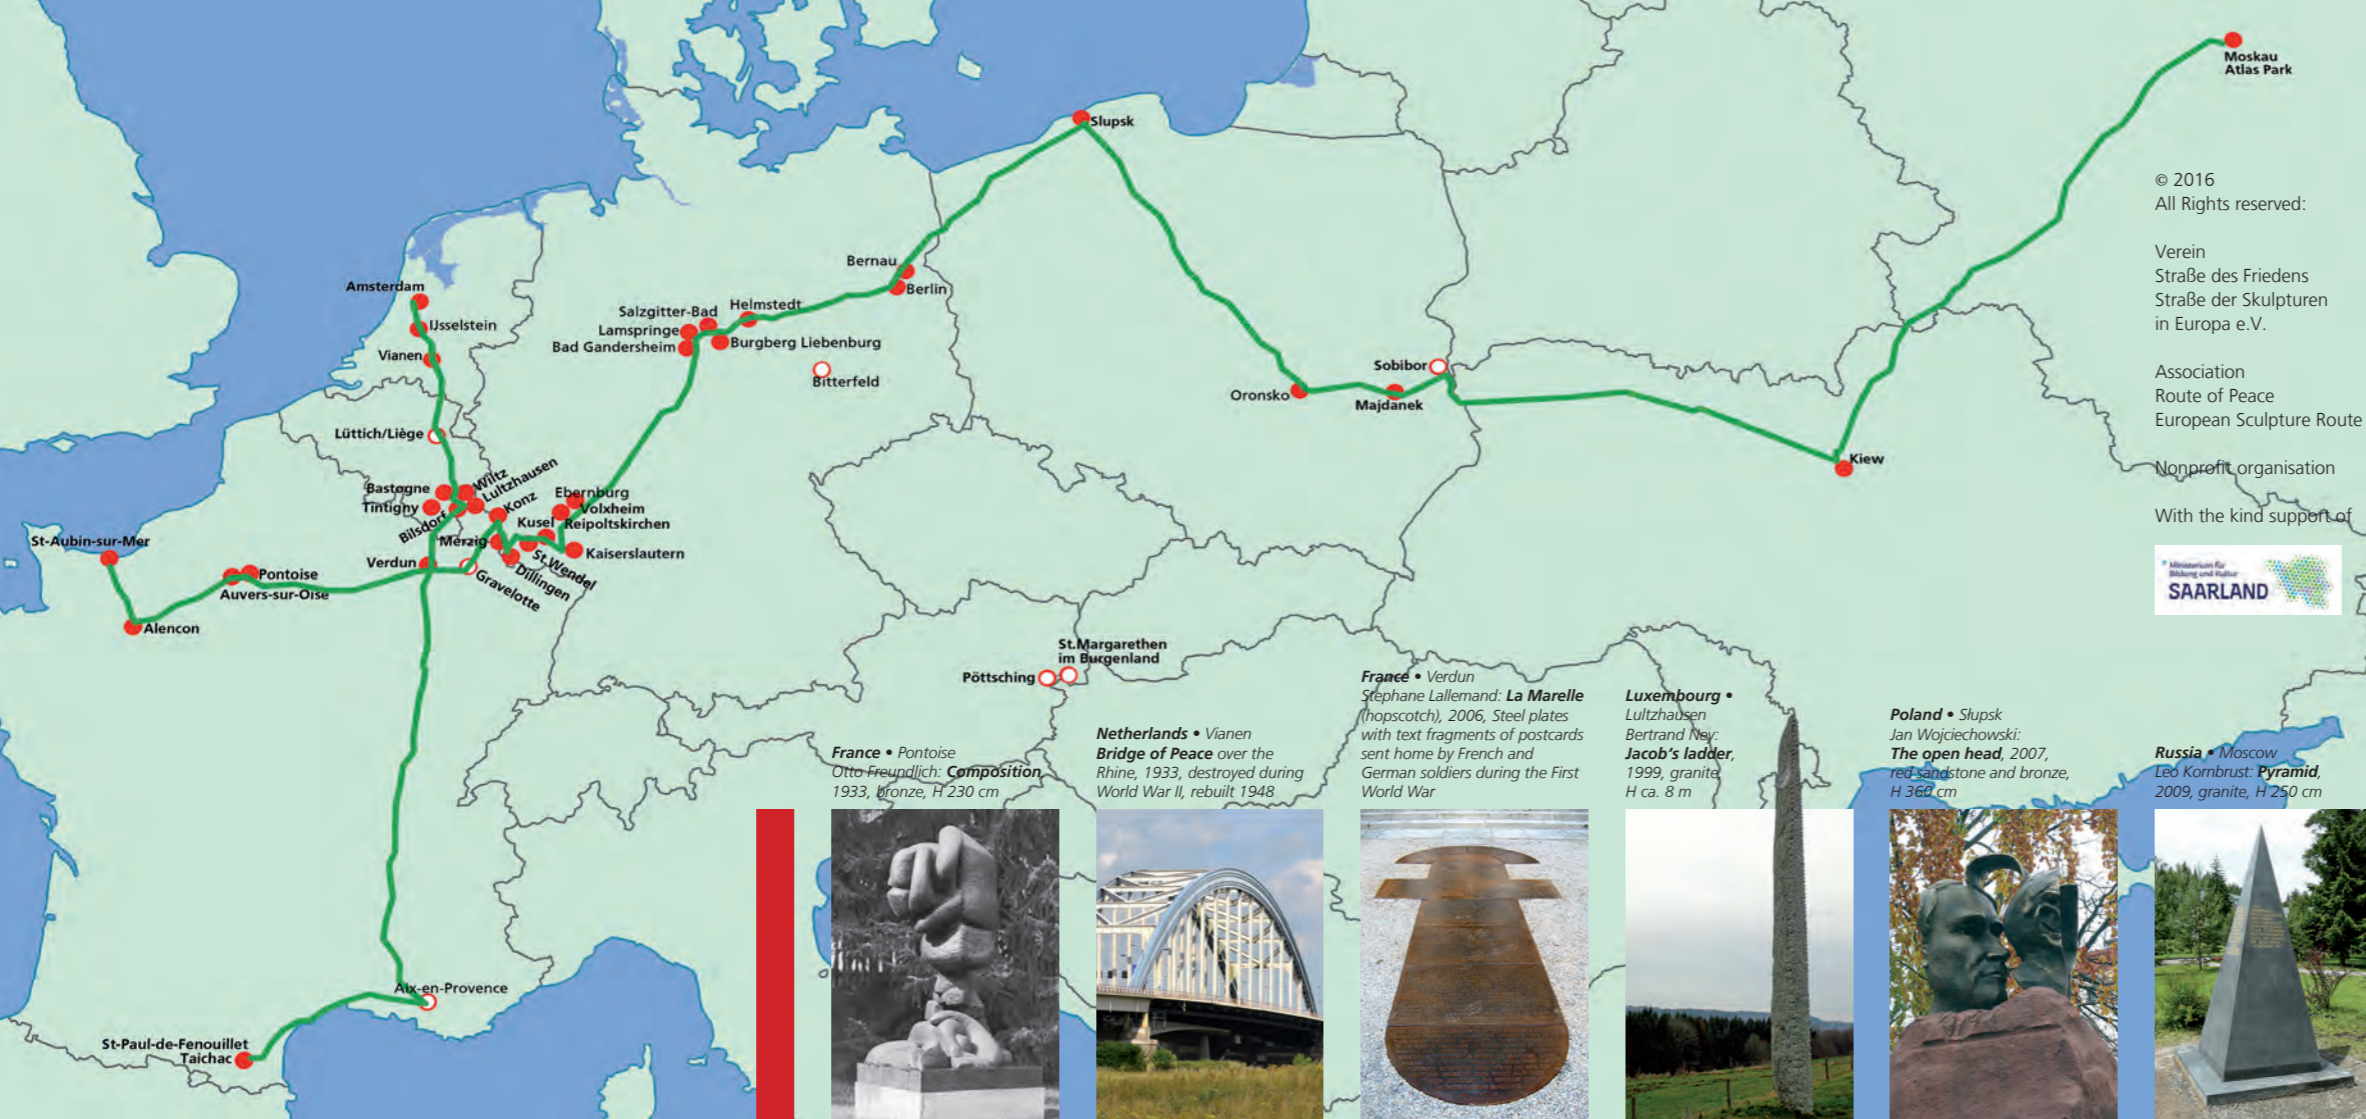 Moskau
Atlas Park
Slupsk
© 2016
All Rights reserved:
Verein
Straße des Friedens
Straße der Skulpturen
in Europa e.V.
Association
Route of Peace
European Sculpture Route
Nonprofit organisation
With the kind support of
Ministerium für
Bildung und Kultur
SAARLAND
Bernau
Berlin
Amsterdam
IJsselstein
Vianen
Salzgitter-Bad
Helmstedt
Lamspringe
Bad Gandersheim
Burgberg Liebenburg
Bitterfeld
Sobibor
Oronsko
Majdanek
Kiew
Lüttich/Liège
Bastogne
Wiltz
Lultzhausen
Tintigny
Bilsdorf
Konz
Ebernburg
Volxheim
Kusel
Reipoltskirchen
Merzig
Kaiserslautern
St.Wendel
Dillingen
Verdun
Gravelotte
St-Aubin-sur-Mer
Pontoise
Auvers-sur-Oise
Alencon
St.Margarethen
im Burgenland
Pöttsching
Aix-en-Provence
St-Paul-de-Fenouillet
Taichac
France • Pontoise
Otto Freundlich: Composition,
1933, bronze, H 230 cm
Netherlands • Vianen
Bridge of Peace over the
Rhine, 1933, destroyed during
World War II, rebuilt 1948
France • Verdun
Stephane Lallemand: La Marelle
(hopscotch), 2006, Steel plates
with text fragments of postcards
sent home by French and
German soldiers during the First
World War
Luxembourg •
Lultzhausen
Bertrand Ney:
Jacob's ladder,
1999, granite,
H ca. 8 m
Poland • Słupsk
Jan Wojciechowski:
The open head, 2007,
red sandstone and bronze,
H 360 cm
Russia • Moscow
Leo Kornbrust: Pyramid,
2009, granite, H 250 cm